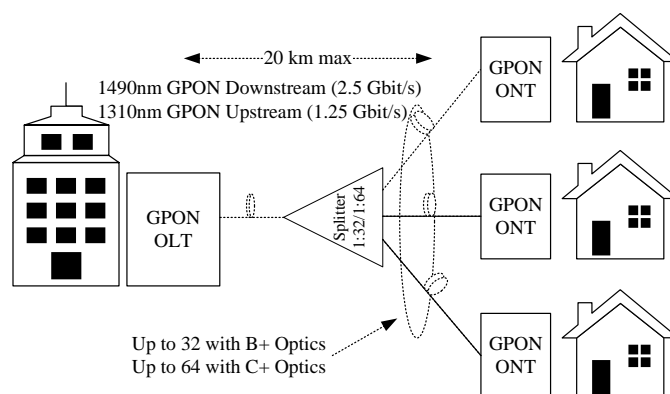 20 km max
1490nm GPON Downstream (2.5 Gbit/s)
1310nm GPON Upstream (1.25 Gbit/s)
GPON
ONT
GPON
OLT
Splitter
1:32/1:64
GPON
ONT
GPON
ONT
Up to 32 with B+ Optics
Up to 64 with C+ Optics